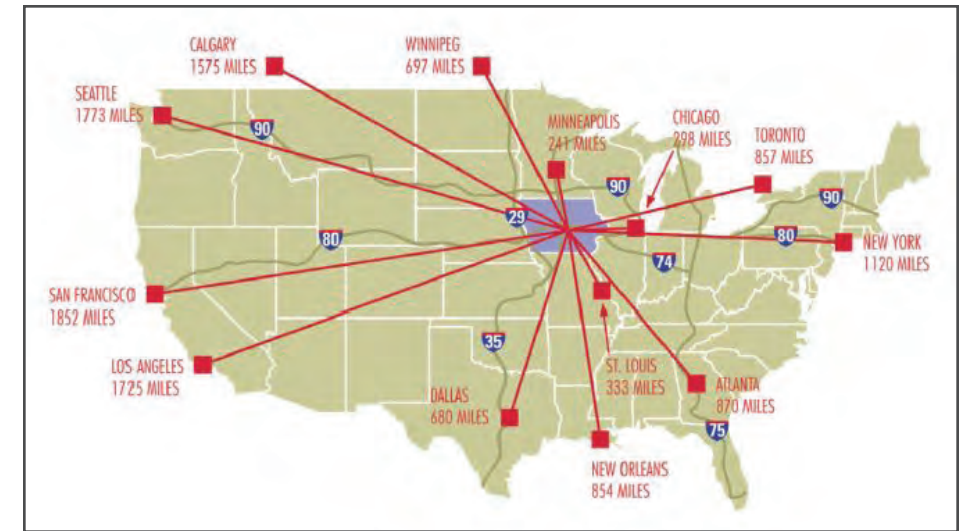 CALGARY
1575 MILES
WINNIPEG
697 MILES
SEATTLE
1773 MILES
MINNEAPOLIS
241 MILES
CHICAGO
298 MILES
TORONTO
857 MILES
90
90
90
29
80
80
74
NEW YORK
1120 MILES
SAN FRANCISCO
1852 MILES
35
LOS ANGELES
1725 MILES
ST. LOUIS
333 MILES
DALLAS
680 MILES
ATLANTA
870 MILES
75
NEW ORLEANS
854 MILES